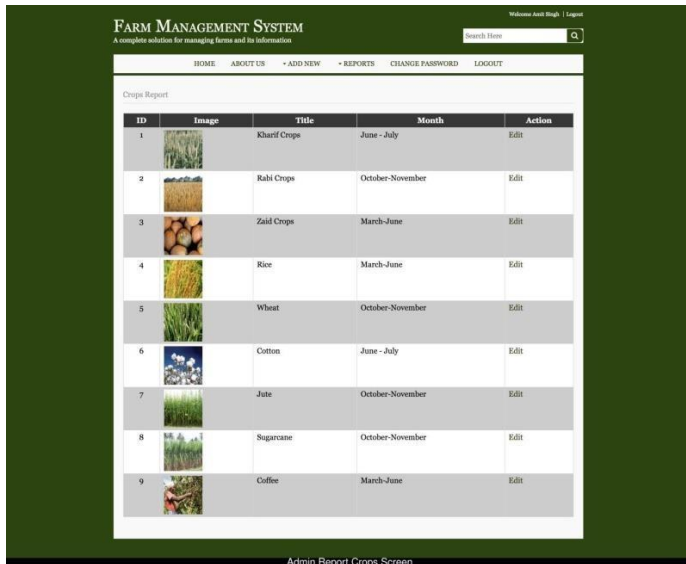 Welcome Amit Singh | Logout
FARM MANAGEMENT SYSTEM
A complete solution for managing farms and its information
Search Here
HOME ABOUT US + ADD NEW + REPORTS CHANGE PASSWORD LOGOUT
Crops Report
ID Image Title Month Action
1 Kharif Crops June - July Edit
2 Rabi Crops October-November Edit
3 Zaid Crops March-June Edit
4 Rice March-June Edit
5 Wheat October-November Edit
6 Cotton June - July Edit
7 Jute October-November Edit
8 Sugarcane October-November Edit
9 Coffee March-June Edit
Admin Report Crops Screen